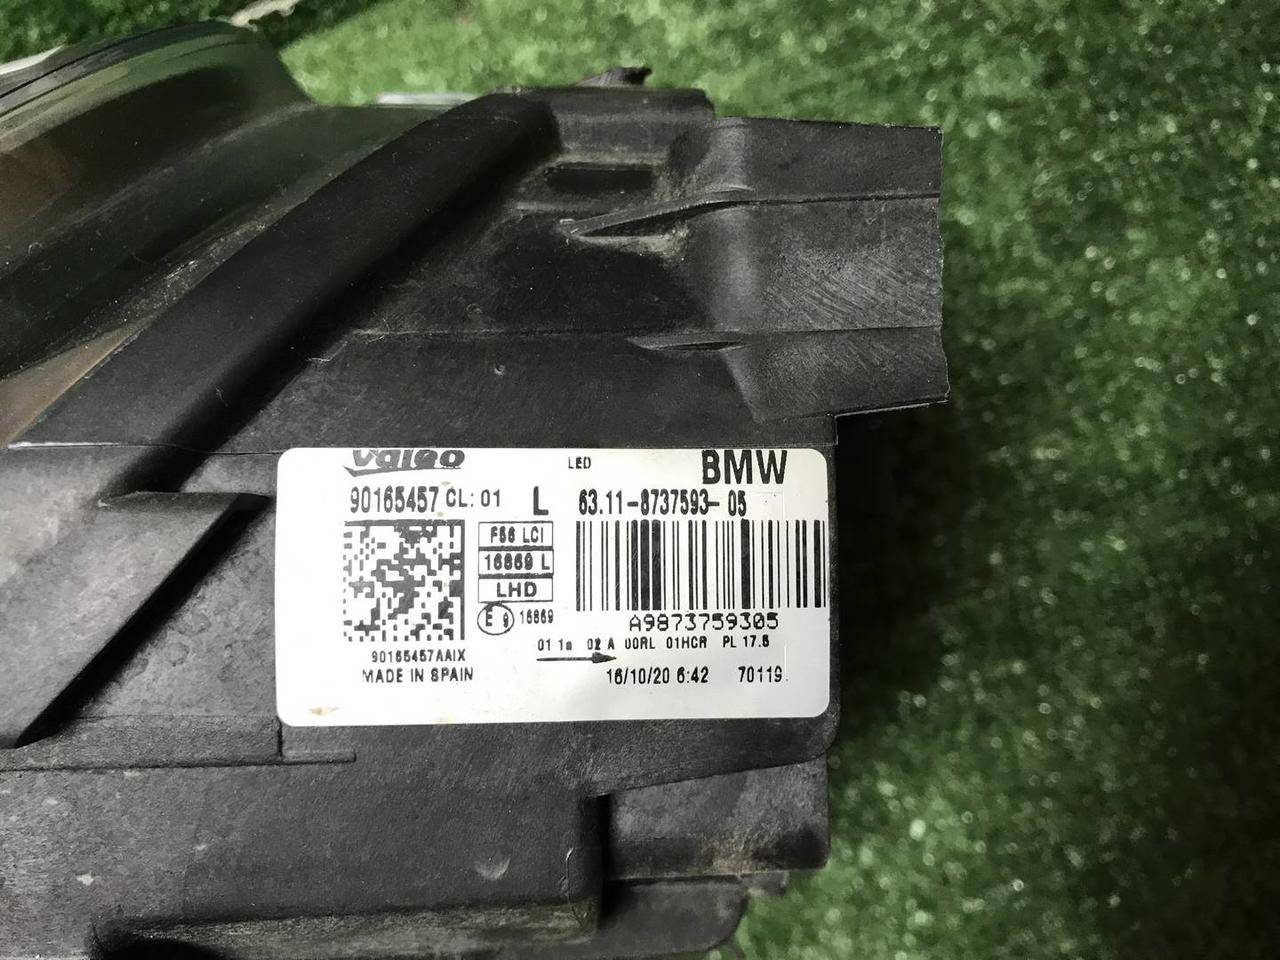 Valeo LED BMW
90165457 CL: 01 L 63.11-8737593-05
F56 LCI
16869 L
LHD
E 9 16869 A9873759305
01 1a 02 A 00RL 01HCR PL 17.5
90165457AAIX
MADE IN SPAIN 16/10/20 6:42 70119